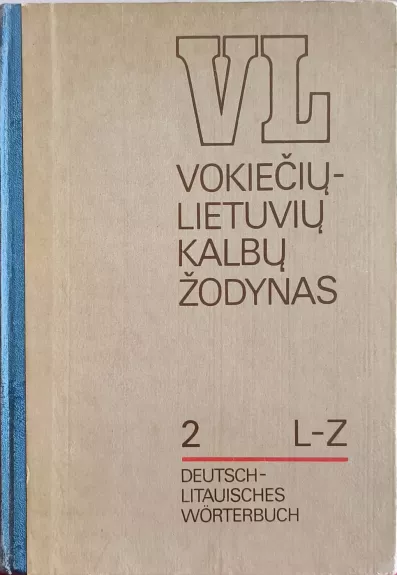 VL
VOKIEČIŲ-
LIETUVIŲ
KALBŲ
ŽODYNAS
2 L-Z
DEUTSCH-
LITAUISCHES
WÖRTERBUCH